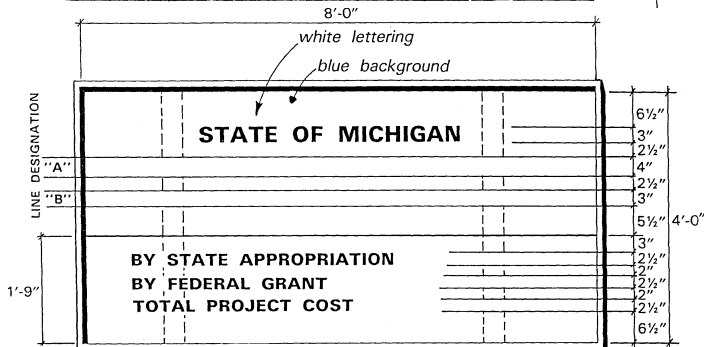 8'-0"
white lettering
blue background
LINE DESIGNATION
STATE OF MICHIGAN
"A"
"B"
6½"
3"
2½"
4"
2½"
3"
5½"
4'-0"
3"
2½"
2"
2½"
2"
2½"
6½"
BY STATE APPROPRIATION
BY FEDERAL GRANT
TOTAL PROJECT COST
1'-9"